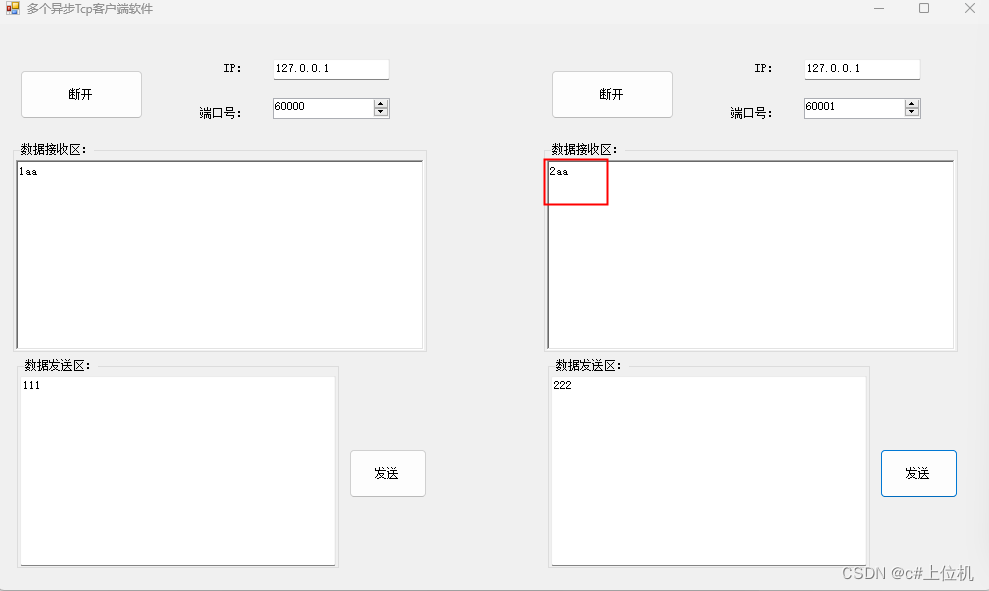 多个异步Tcp客户端软件
IP:
127.0.0.1
断开
端口号:
60000
数据接收区:
1aa
数据发送区:
111
发送
IP:
127.0.0.1
断开
端口号:
60001
数据接收区:
2aa
数据发送区:
222
发送
CSDN @c#上位机